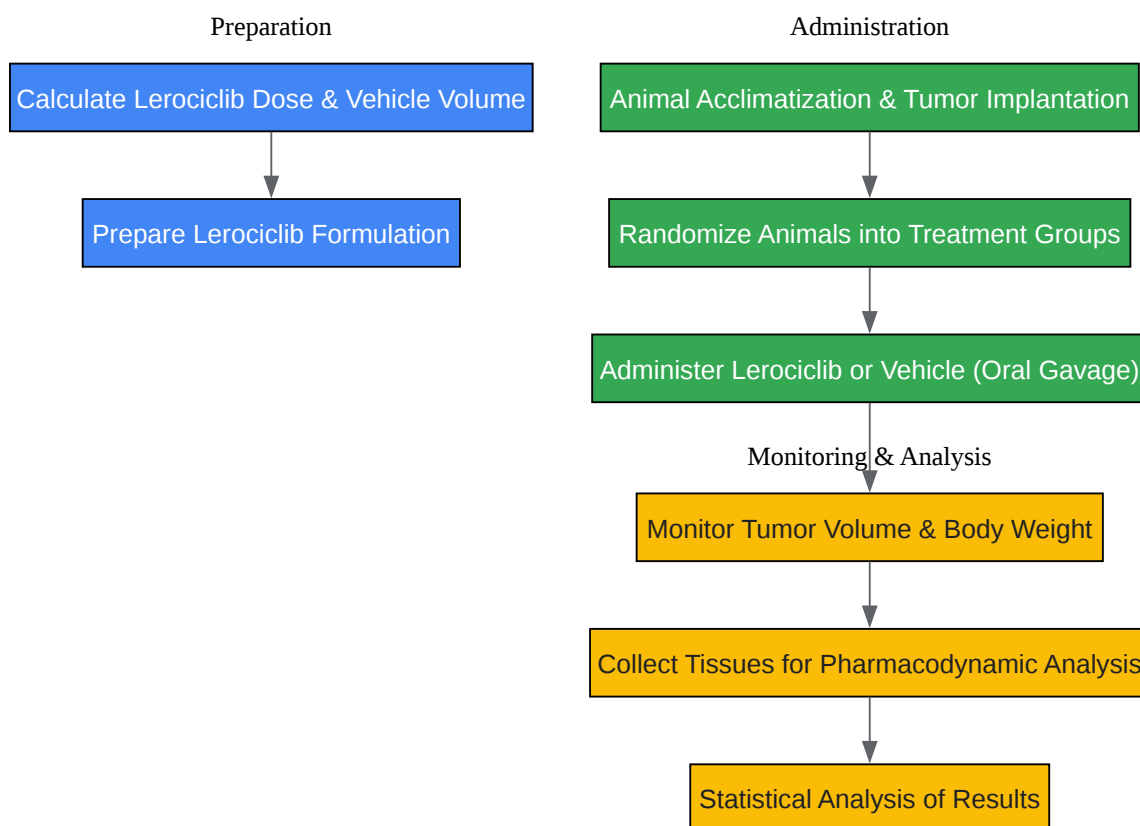 Preparation
Calculate Lerociclib Dose & Vehicle Volume
Prepare Lerociclib Formulation
Administration
Animal Acclimatization & Tumor Implantation
Randomize Animals into Treatment Groups
Administer Lerociclib or Vehicle (Oral Gavage)
Monitoring & Analysis
Monitor Tumor Volume & Body Weight
Collect Tissues for Pharmacodynamic Analysis
Statistical Analysis of Results